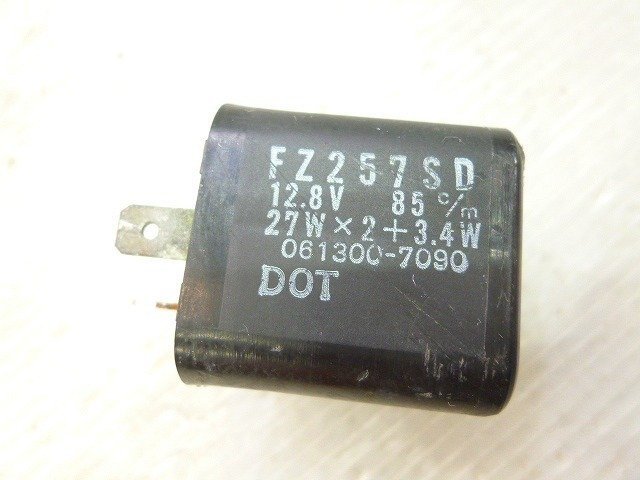 FZ257SD
12.8V 85 c/m
27W×2+3.4W
061300-7090
DOT